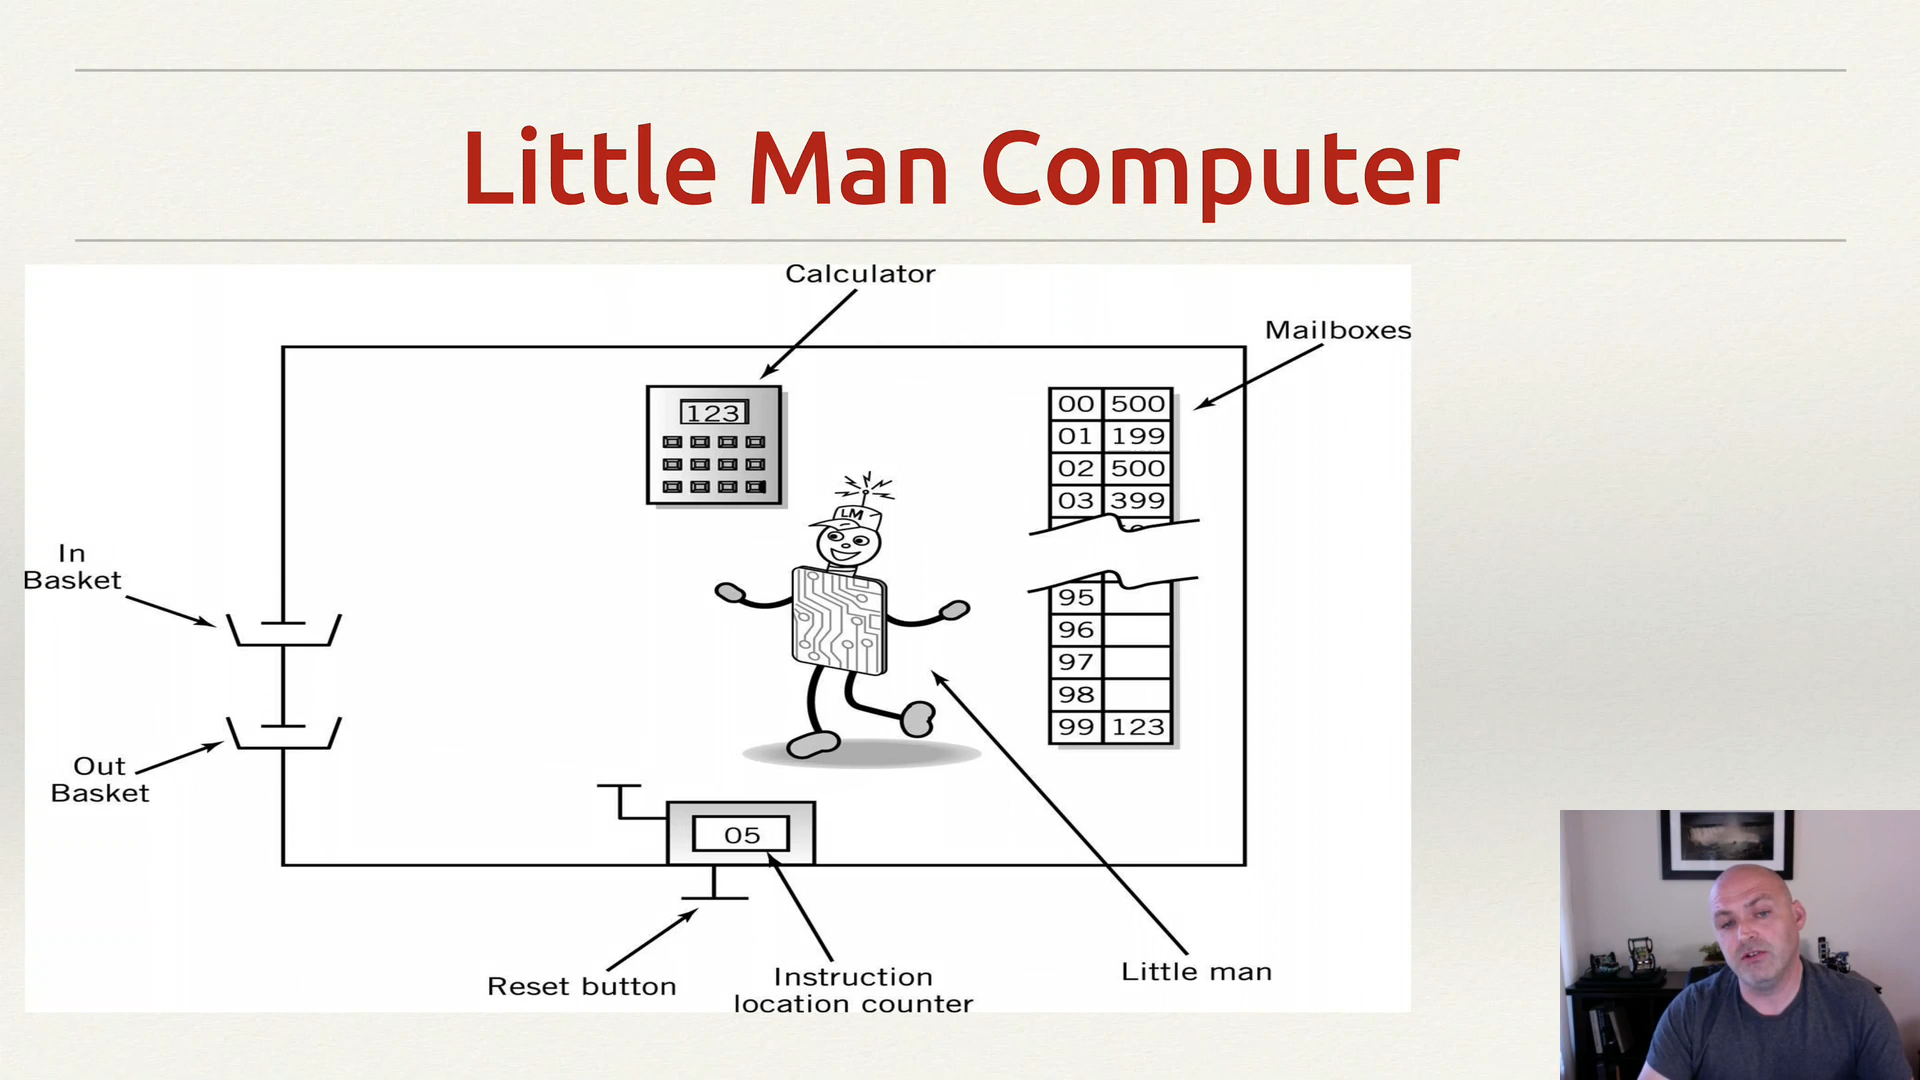 Little Man Computer
Calculator
Mailboxes
123
00 500
01 199
02 500
03 399
LM
In
Basket
95
96
97
98
99 123
Out
Basket
05
Reset button
Instruction
location counter
Little man